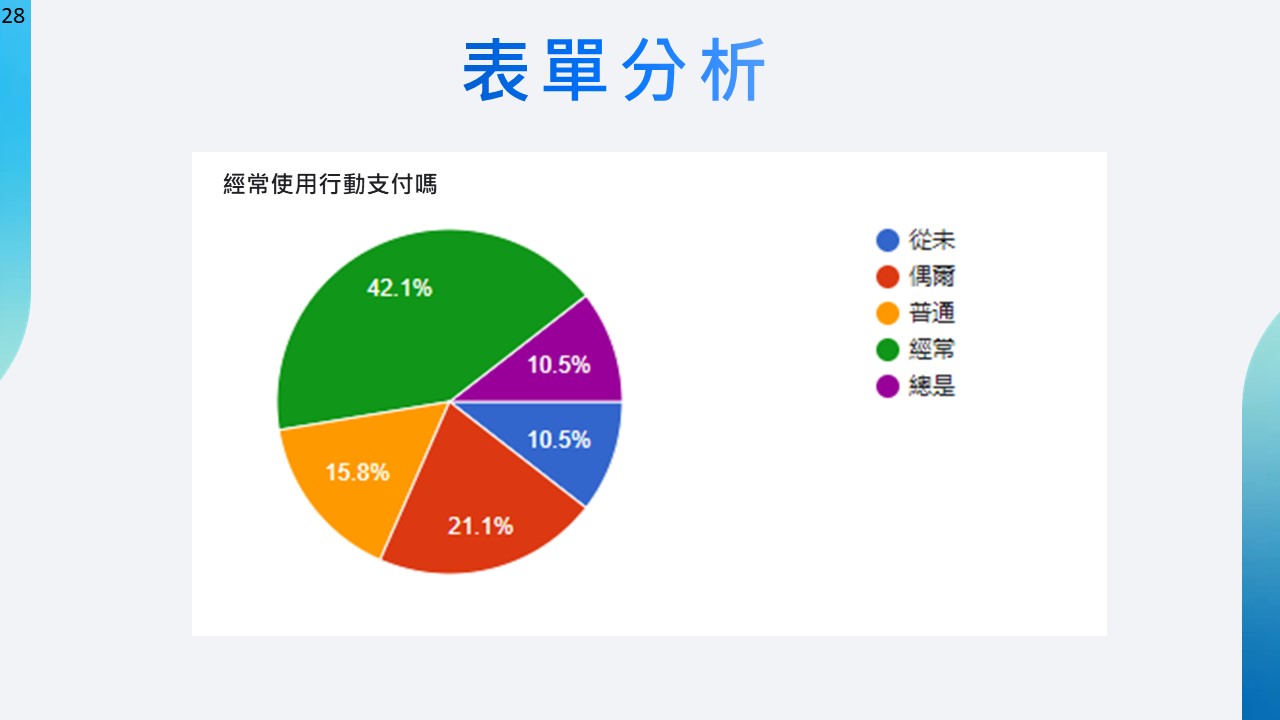 28
表單分析
經常使用行動支付嗎
42.1%
10.5%
10.5%
15.8%
21.1%
從未
偶爾
普通
經常
總是